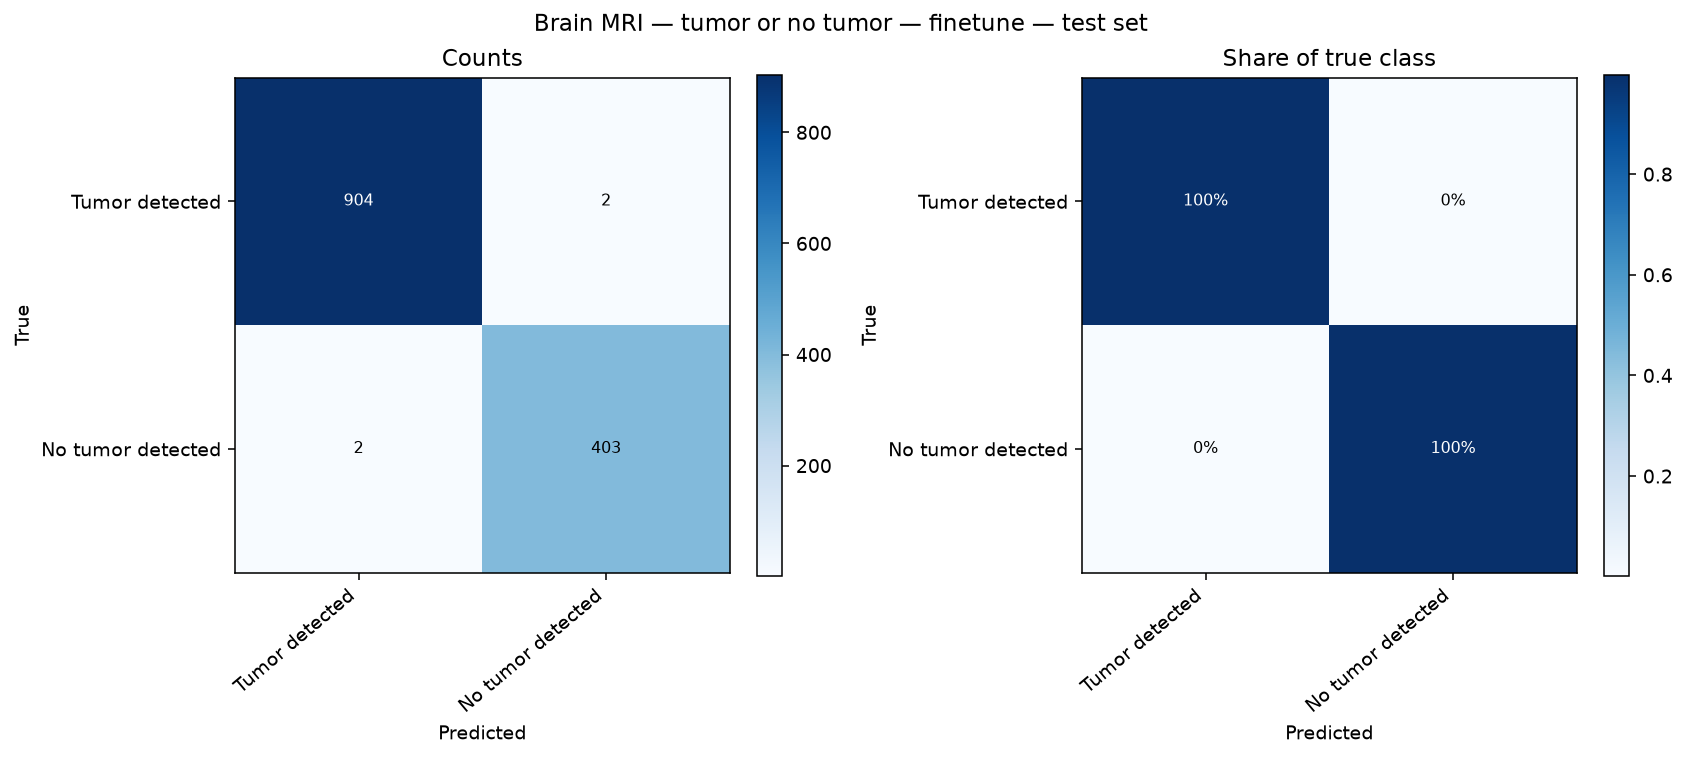 Brain MRI — tumor or no tumor — finetune — test set
Counts
Share of true class
True
Tumor detected
No tumor detected
904
2
2
403
800
600
400
200
Tumor detected
No tumor detected
Predicted
True
Tumor detected
No tumor detected
100%
0%
0%
100%
0.8
0.6
0.4
0.2
Tumor detected
No tumor detected
Predicted